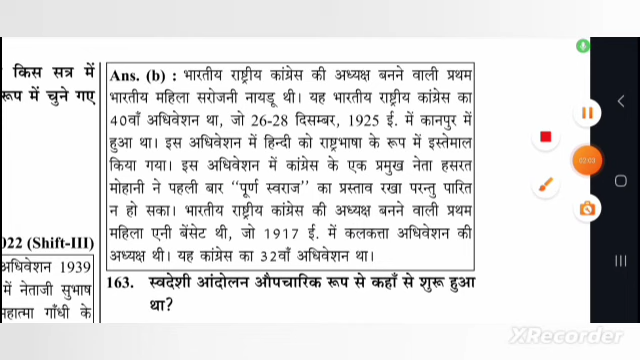 किस सत्र में
रूप में चुने गए
022 (Shift-III)
अधिवेशन 1939
में नेताजी सुभाष
महात्मा गाँधी के
Ans. (b) : भारतीय राष्ट्रीय कांग्रेस की अध्यक्ष बनने वाली प्रथम
भारतीय महिला सरोजनी नायडू थी। यह भारतीय राष्ट्रीय कांग्रेस का
40वाँ अधिवेशन था, जो 26-28 दिसम्बर, 1925 ई. में कानपुर में
हुआ था। इस अधिवेशन में हिन्दी को राष्ट्रभाषा के रूप में इस्तेमाल
किया गया। इस अधिवेशन में कांग्रेस के एक प्रमुख नेता हसरत
मोहानी ने पहली बार ‘‘पूर्ण स्वराज’’ का प्रस्ताव रखा परन्तु पारित
न हो सका। भारतीय राष्ट्रीय कांग्रेस की अध्यक्ष बनने वाली प्रथम
महिला एनी बेंसेट थी, जो 1917 ई. में कलकत्ता अधिवेशन की
अध्यक्ष थी। यह कांग्रेस का 32वाँ अधिवेशन था।
163. स्वदेशी आंदोलन औपचारिक रूप से कहाँ से शुरू हुआ
था?
02:03
XRecorder